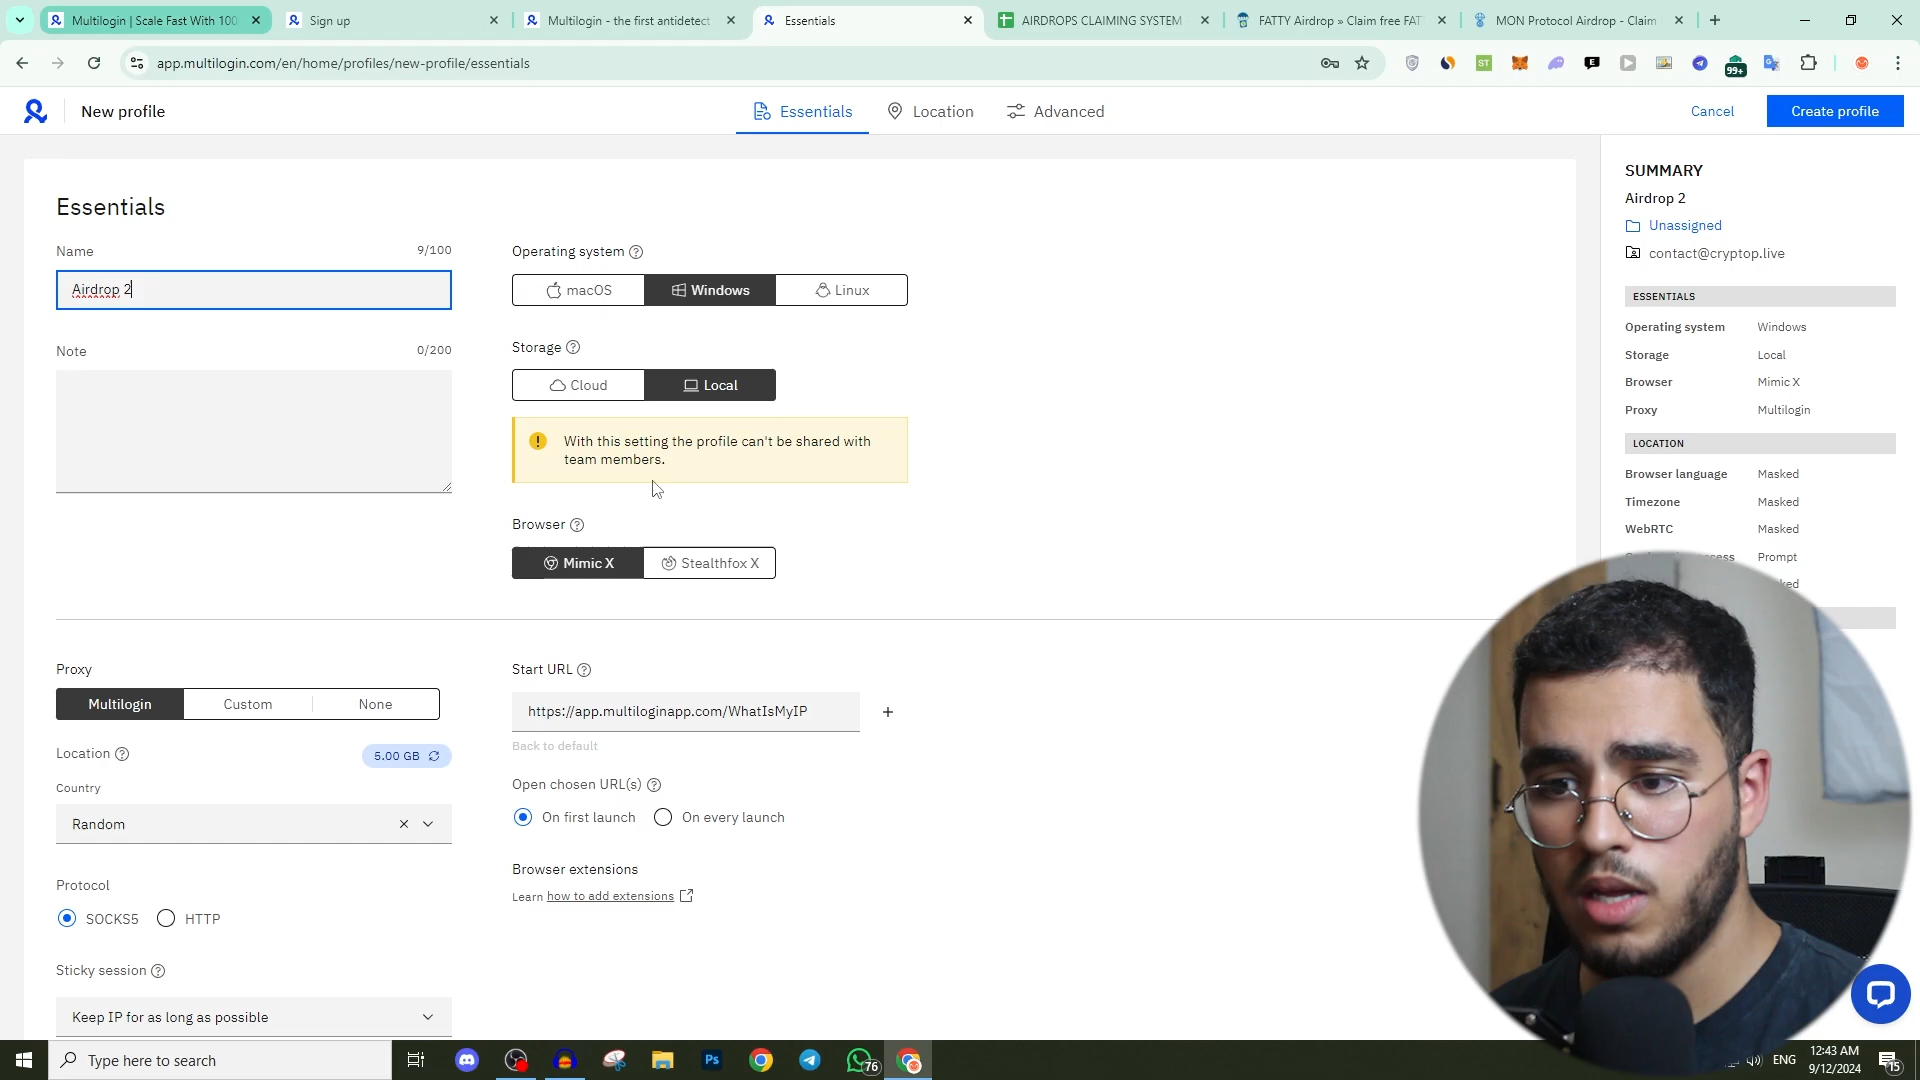 Multilogin | Scale Fast With 100
Sign up
Multilogin - the first antidetect
Essentials
AIRDROPS CLAIMING SYSTEM
FATTY Airdrop » Claim free FAT
MON Protocol Airdrop - Claim
app.multilogin.com/en/home/profiles/new-profile/essentials
ST
E
99+
New profile
Essentials
Location
Advanced
Cancel
Create profile
Essentials
Name 9/100
Airdrop 2
Note 0/200
Operating system
macOS Windows Linux
Storage
Cloud Local
With this setting the profile can't be shared with
team members.
Browser
Mimic X Stealthfox X
Proxy
Multilogin Custom None
Location 5.00 GB
Country
Random
Protocol
SOCKS5 HTTP
Sticky session
Keep IP for as long as possible
Start URL
https://app.multiloginapp.com/WhatIsMyIP
Back to default
Open chosen URL(s)
On first launch On every launch
Browser extensions
Learn how to add extensions
SUMMARY
Airdrop 2
Unassigned
contact@cryptop.live
ESSENTIALS
Operating system Windows
Storage Local
Browser Mimic X
Proxy Multilogin
LOCATION
Browser language Masked
Timezone Masked
WebRTC Masked
Prompt
Type here to search
Ps
76
ENG
12:43 AM
9/12/2024
15